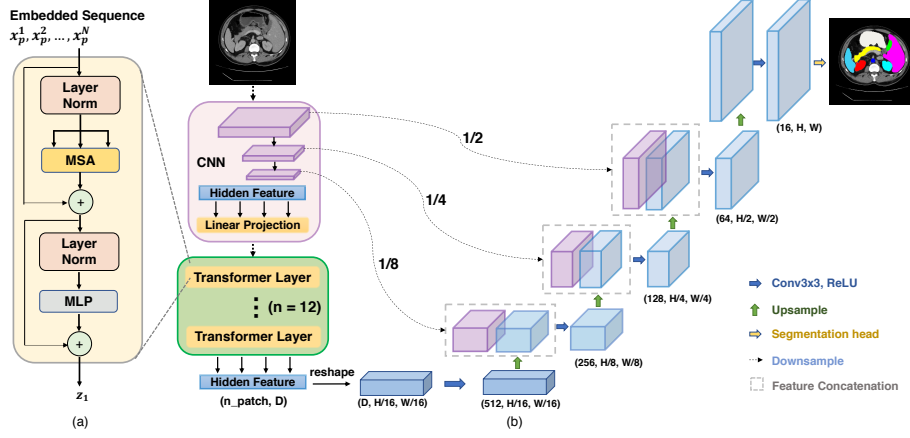 Embedded Sequence
x_p^1, x_p^2, ..., x_p^N
Layer
Norm
MSA
+
Layer
Norm
MLP
+
z_1
(a)
CNN
Hidden Feature
Linear Projection
Transformer Layer
(n = 12)
Transformer Layer
Hidden Feature
(n_patch, D)
reshape
(D, H/16, W/16)
(512, H/16, W/16)
(b)
1/2
1/4
1/8
(256, H/8, W/8)
(128, H/4, W/4)
(64, H/2, W/2)
(16, H, W)
Conv3x3, ReLU
Upsample
Segmentation head
Downsample
Feature Concatenation